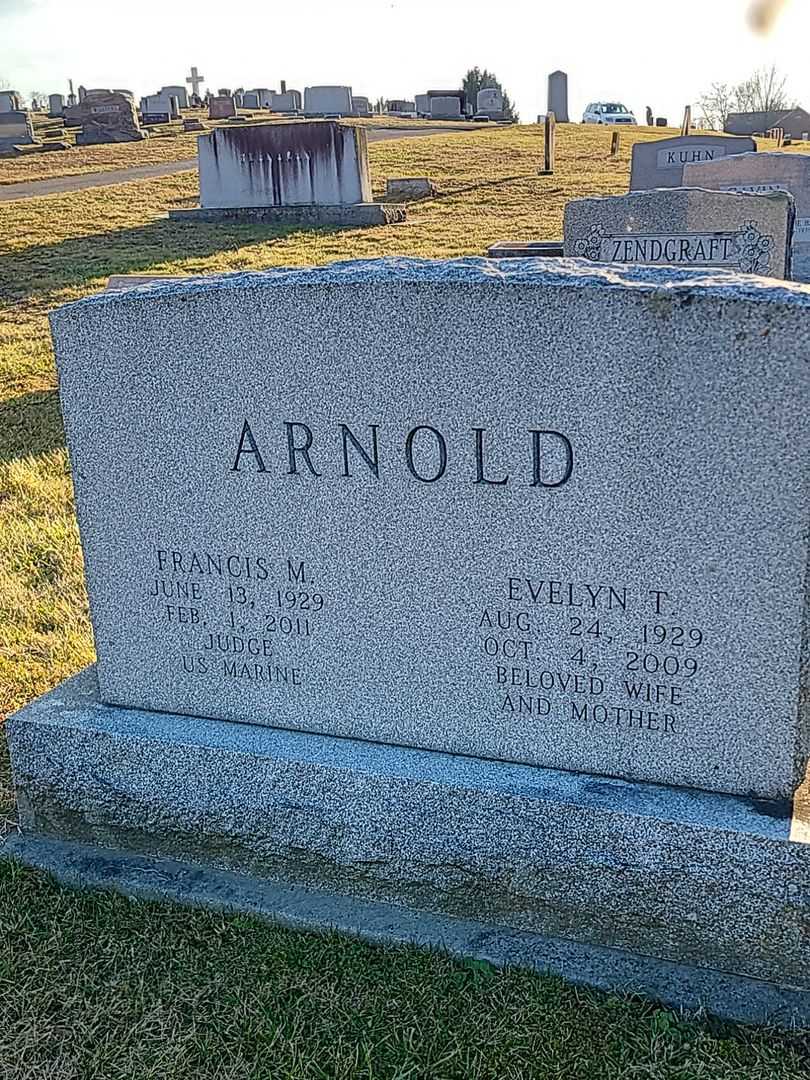 KUHN
ZENDGRAFT
ARNOLD
FRANCIS M.
JUNE 13, 1929
FEB. 1, 2011
JUDGE
US MARINE
EVELYN T.
AUG. 24, 1929
OCT. 4, 2009
BELOVED WIFE
AND MOTHER